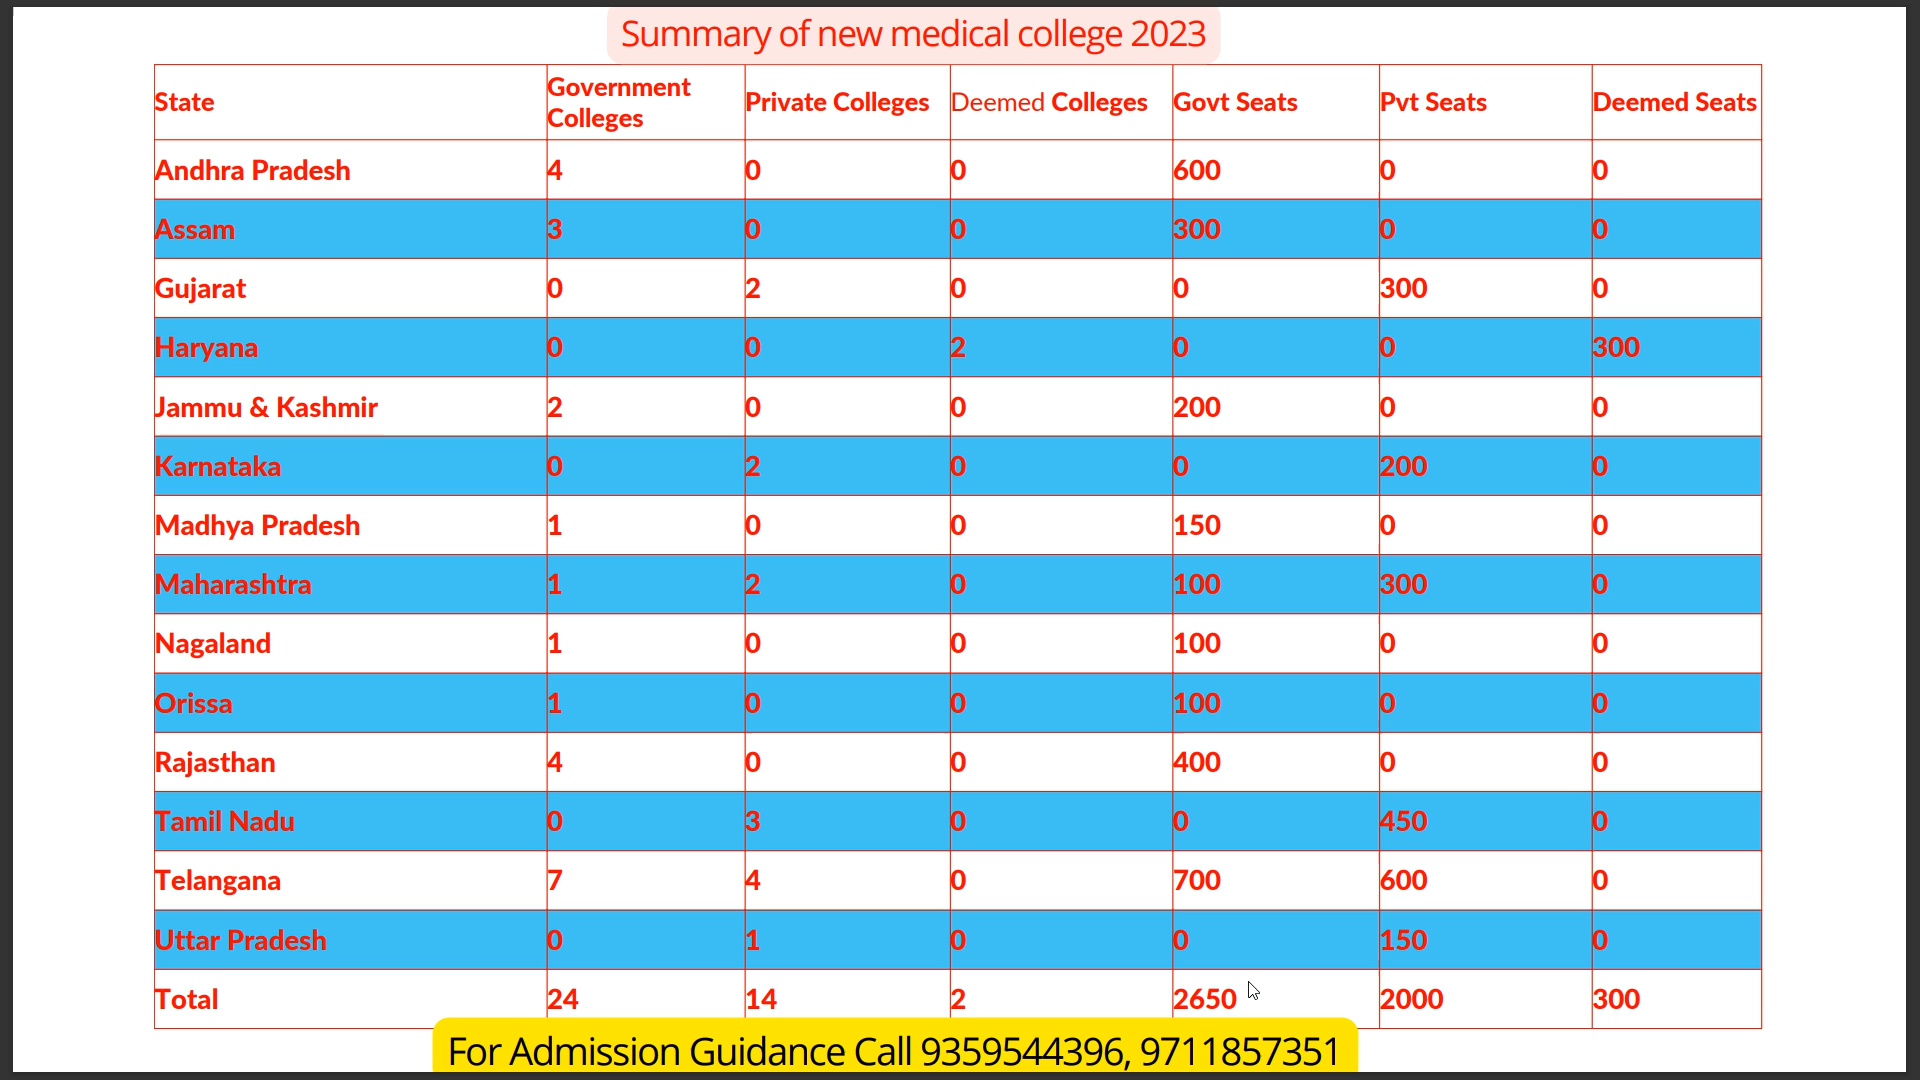 Summary of new medical college 2023
State Government Colleges Private Colleges Deemed Colleges Govt Seats Pvt Seats Deemed Seats
Andhra Pradesh 4 0 0 600 0 0
Assam 3 0 0 300 0 0
Gujarat 0 2 0 0 300 0
Haryana 0 0 2 0 0 300
Jammu & Kashmir 2 0 0 200 0 0
Karnataka 0 2 0 0 200 0
Madhya Pradesh 1 0 0 150 0 0
Maharashtra 1 2 0 100 300 0
Nagaland 1 0 0 100 0 0
Orissa 1 0 0 100 0 0
Rajasthan 4 0 0 400 0 0
Tamil Nadu 0 3 0 0 450 0
Telangana 7 4 0 700 600 0
Uttar Pradesh 0 1 0 0 150 0
Total 24 14 2 2650 2000 300
For Admission Guidance Call 9359544396, 9711857351